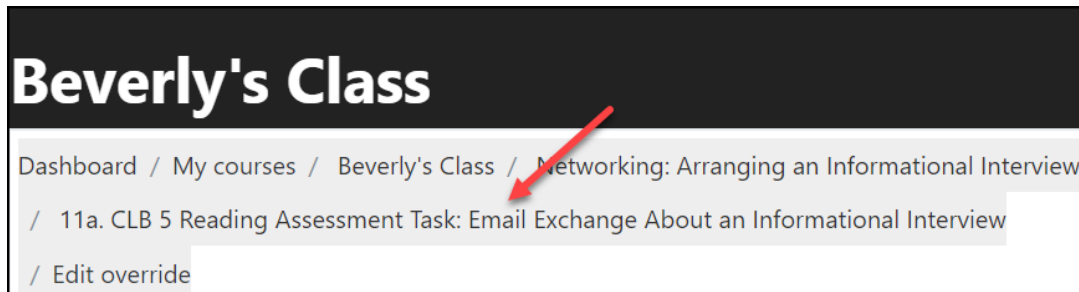 Beverly's Class
Dashboard / My courses / Beverly's Class / Networking: Arranging an Informational Interview
/ 11a. CLB 5 Reading Assessment Task: Email Exchange About an Informational Interview
/ Edit override